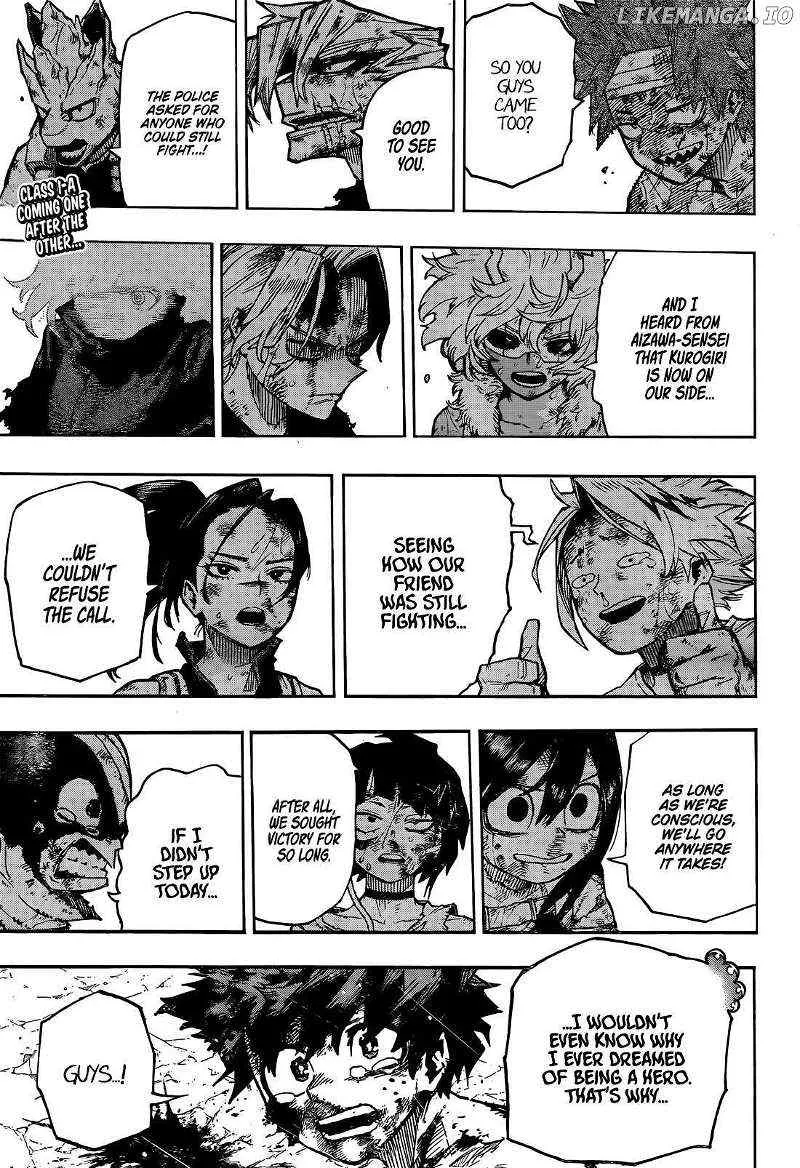 LIKEMANGA.IO
SO YOU
GUYS
CAME
TOO?
GOOD
TO SEE
YOU.
THE POLICE
ASKED FOR
ANYONE WHO
COULD STILL
FIGHT...!
CLASS 1-A
COMING ONE
AFTER THE
OTHER...
AND I
HEARD FROM
AIZAWA-SENSEI
THAT KUROGIRI
IS NOW ON
OUR SIDE...
SEEING
HOW OUR
FRIEND
WAS STILL
FIGHTING...
...WE
COULDN'T
REFUSE
THE CALL.
AS LONG
AS WE'RE
CONSCIOUS,
WE'LL GO
ANYWHERE
IT TAKES!
AFTER ALL,
WE SOUGHT
VICTORY FOR
SO LONG.
IF I
DIDN'T
STEP UP
TODAY...
...I WOULDN'T
EVEN KNOW WHY
I EVER DREAMED
OF BEING A HERO.
THAT'S WHY...
GUYS...!